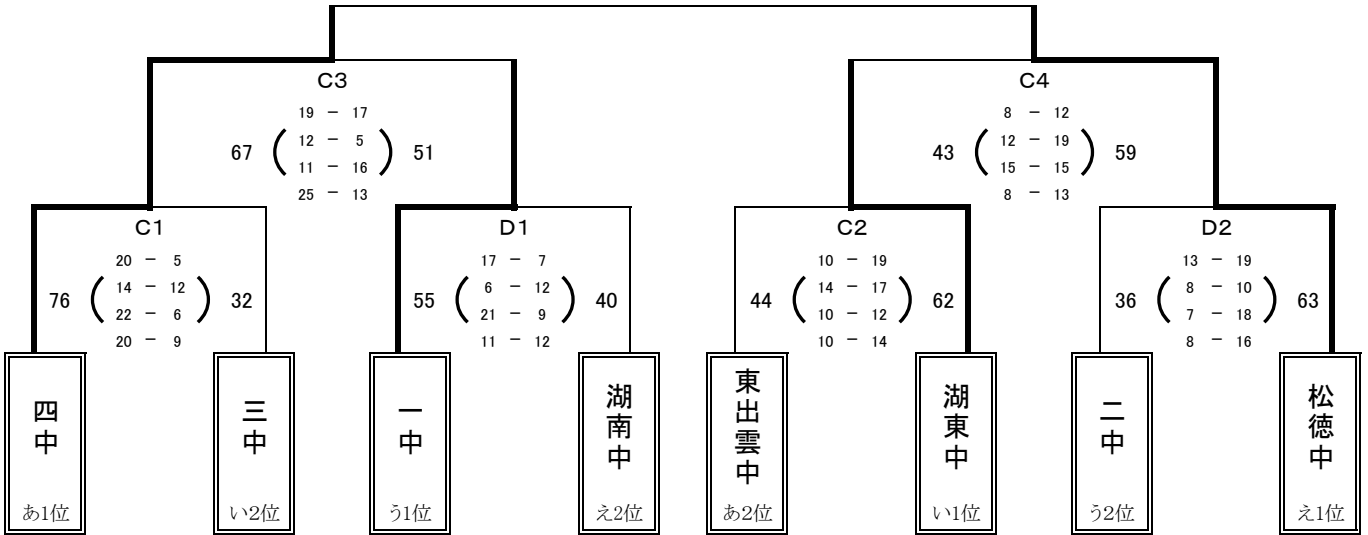 C3
19 － 17
67 ( 12 － 5 ) 51
11 － 16
25 － 13
C4
8 － 12
43 ( 12 － 19 ) 59
15 － 15
8 － 13
C1
20 － 5
76 ( 14 － 12 ) 32
22 － 6
20 － 9
D1
17 － 7
55 ( 6 － 12 ) 40
21 － 9
11 － 12
C2
10 － 19
44 ( 14 － 17 ) 62
10 － 12
10 － 14
D2
13 － 19
36 ( 8 － 10 ) 63
7 － 18
8 － 16
四中
あ1位
三中
い2位
一中
う1位
湖南中
え2位
東出雲中
あ2位
湖東中
い1位
二中
う2位
松徳中
え1位